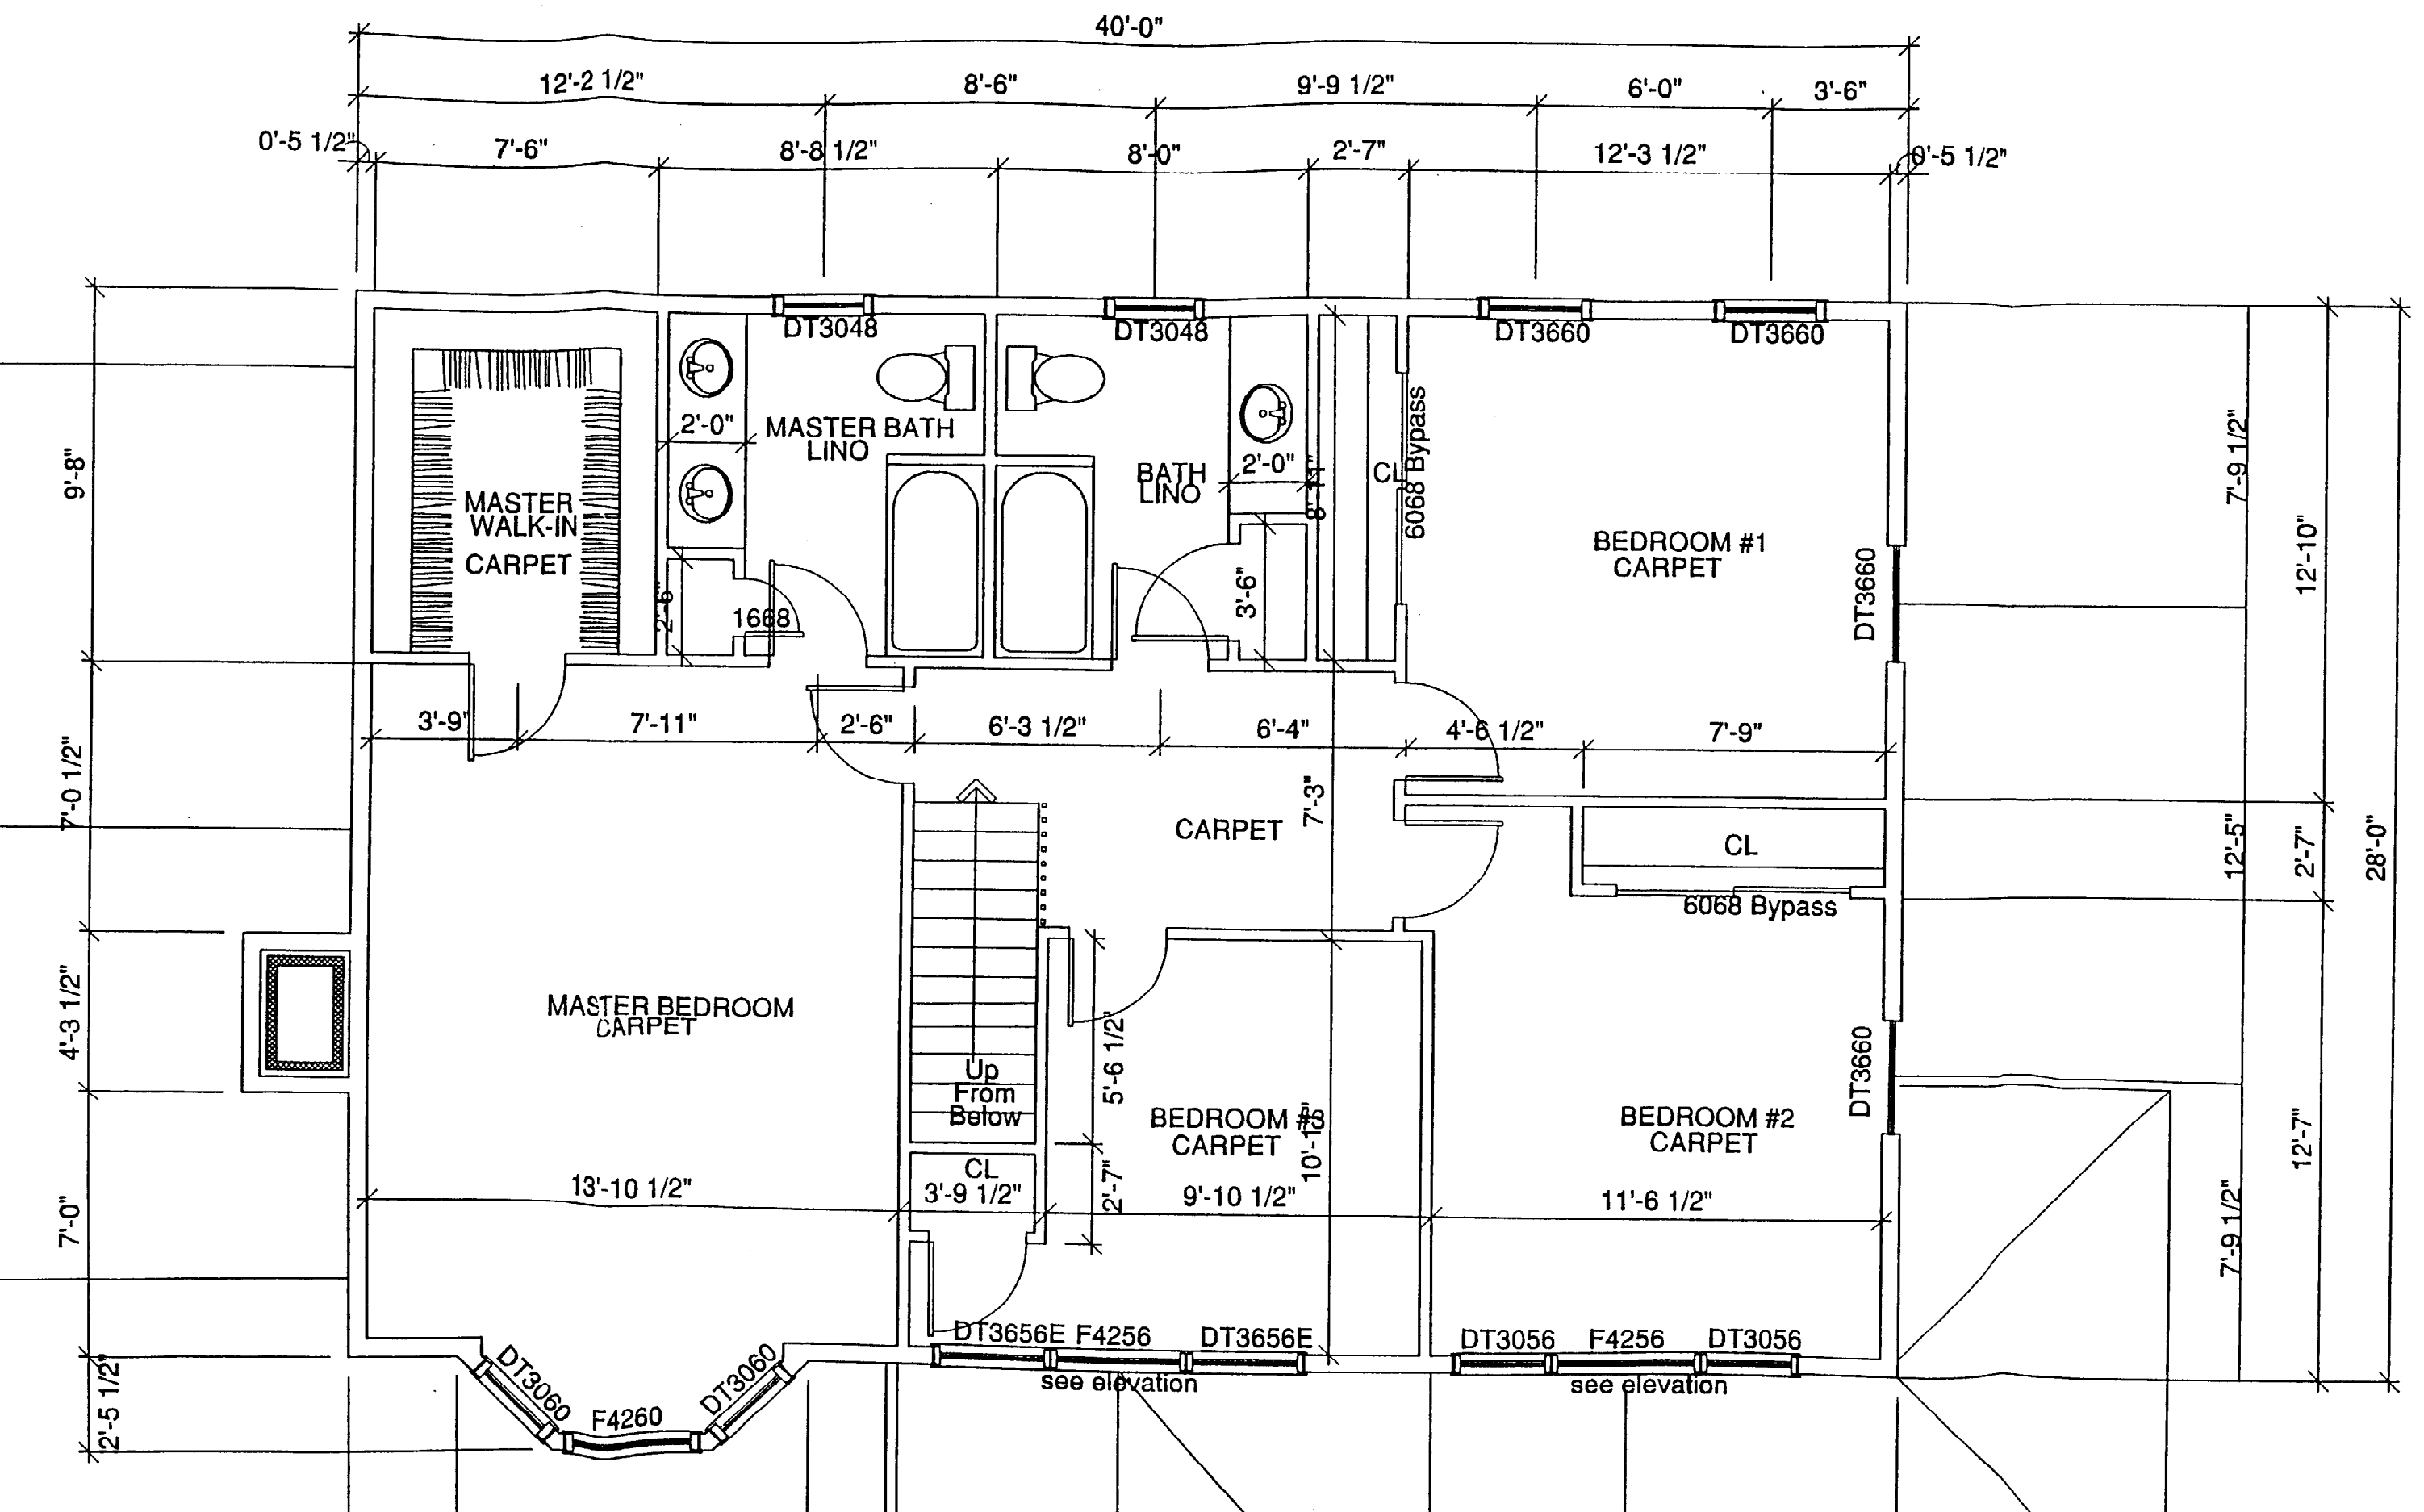 40'-0"
12'-2 1/2"
8'-6"
9'-9 1/2"
6'-0"
3'-6"
0'-5 1/2"
7'-6"
8'-8 1/2"
8'-0"
2'-7"
12'-3 1/2"
0'-5 1/2"
DT3048
DT3048
DT3660
DT3660
9'-8"
2'-0"
MASTER BATH
LINO
BATH
LINO
2'-0"
8'-11"
CL
6068 Bypass
7'-9 1/2"
12'-10"
MASTER
WALK-IN
CARPET
BEDROOM #1
CARPET
DT3660
2'-6"
1668
3'-6"
3'-9"
7'-11"
2'-6"
6'-3 1/2"
6'-4"
4'-6 1/2"
7'-9"
7'-0 1/2"
7'-3"
CARPET
CL
6068 Bypass
12'-5"
2'-7"
28'-0"
MASTER BEDROOM
CARPET
4'-3 1/2"
Up
From
Below
5'-6 1/2"
BEDROOM #3
CARPET
10'-11"
BEDROOM #2
CARPET
DT3660
12'-7"
CL
3'-9 1/2"
2'-7"
13'-10 1/2"
9'-10 1/2"
11'-6 1/2"
7'-9 1/2"
7'-0"
DT3656E
F4256
DT3656E
see elevation
DT3056
F4256
DT3056
see elevation
DT3060
F4260
DT3060
2'-5 1/2"